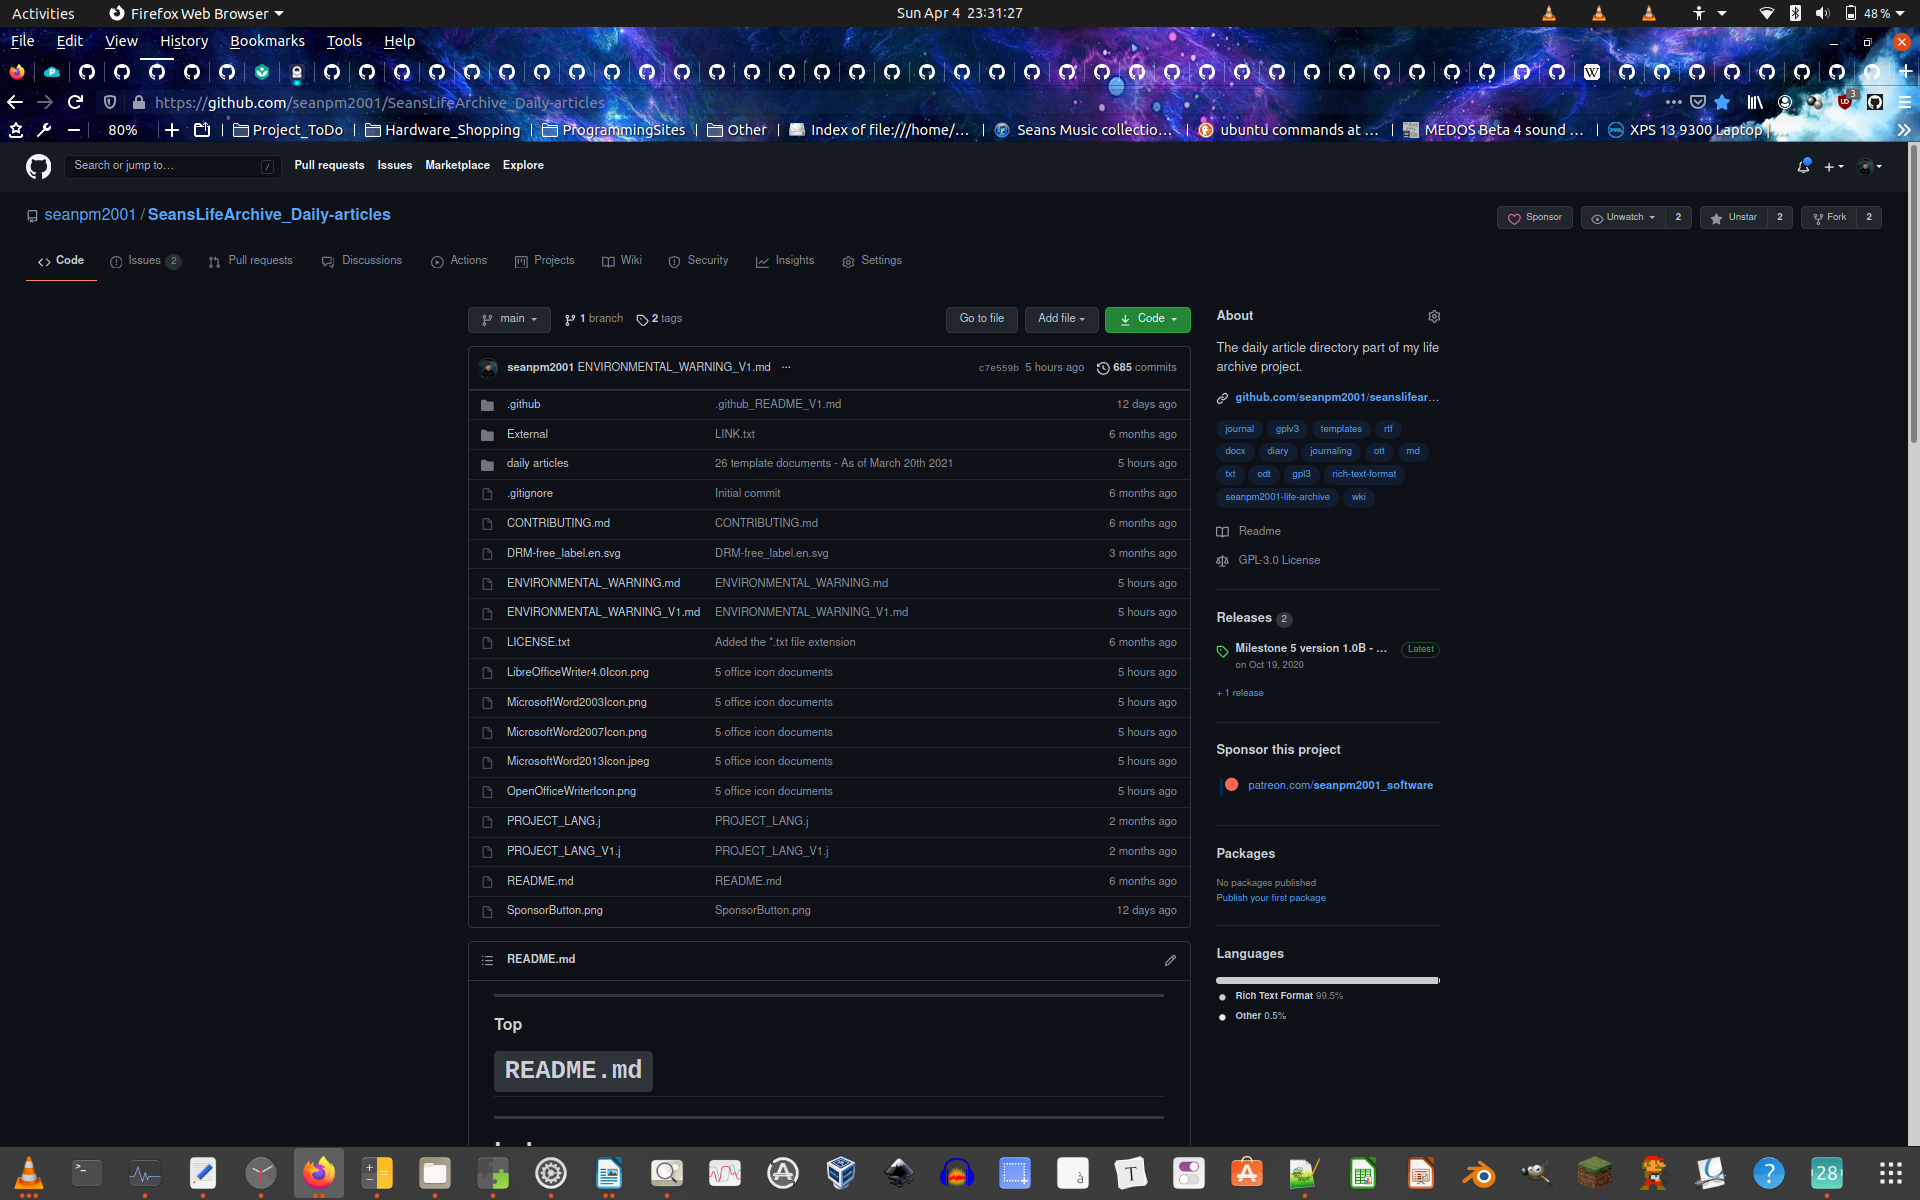 Activities Firefox Web Browser Sun Apr 4 23:31:27 48 %
File Edit View History Bookmarks Tools Help
https://github.com/seanpm2001/SeansLifeArchive_Daily-articles 3
80% Project_ToDo Hardware_Shopping ProgrammingSites Other Index of file:///home/... Seans Music collectio... ubuntu commands at ... MEDOS Beta 4 sound ... XPS 13 9300 Laptop
Search or jump to... / Pull requests Issues Marketplace Explore
seanpm2001 / SeansLifeArchive_Daily-articles Sponsor Unwatch 2 Unstar 2 Fork 2
Code Issues 2 Pull requests Discussions Actions Projects Wiki Security Insights Settings
main 1 branch 2 tags Go to file Add file Code
seanpm2001 ENVIRONMENTAL_WARNING_V1.md ... c7e559b 5 hours ago 685 commits
.github .github_README_V1.md 12 days ago
External LINK.txt 6 months ago
daily articles 26 template documents - As of March 20th 2021 5 hours ago
.gitignore Initial commit 6 months ago
CONTRIBUTING.md CONTRIBUTING.md 6 months ago
DRM-free_label.en.svg DRM-free_label.en.svg 3 months ago
ENVIRONMENTAL_WARNING.md ENVIRONMENTAL_WARNING.md 5 hours ago
ENVIRONMENTAL_WARNING_V1.md ENVIRONMENTAL_WARNING_V1.md 5 hours ago
LICENSE.txt Added the *.txt file extension 6 months ago
LibreOfficeWriter4.0Icon.png 5 office icon documents 5 hours ago
MicrosoftWord2003Icon.png 5 office icon documents 5 hours ago
MicrosoftWord2007Icon.png 5 office icon documents 5 hours ago
MicrosoftWord2013Icon.jpeg 5 office icon documents 5 hours ago
OpenOfficeWriterIcon.png 5 office icon documents 5 hours ago
PROJECT_LANG.j PROJECT_LANG.j 2 months ago
PROJECT_LANG_V1.j PROJECT_LANG_V1.j 2 months ago
README.md README.md 6 months ago
SponsorButton.png SponsorButton.png 12 days ago
README.md
Top
README.md
About
The daily article directory part of my life
archive project.
github.com/seanpm2001/seanslifear...
journal gplv3 templates rtf
docx diary journaling ott md
txt odt gpl3 rich-text-format
seanpm2001-life-archive wki
Readme
GPL-3.0 License
Releases 2
Milestone 5 version 1.0B - ... Latest
on Oct 19, 2020
+ 1 release
Sponsor this project
patreon.com/seanpm2001_software
Packages
No packages published
Publish your first package
Languages
Rich Text Format 99.5%
Other 0.5%
28